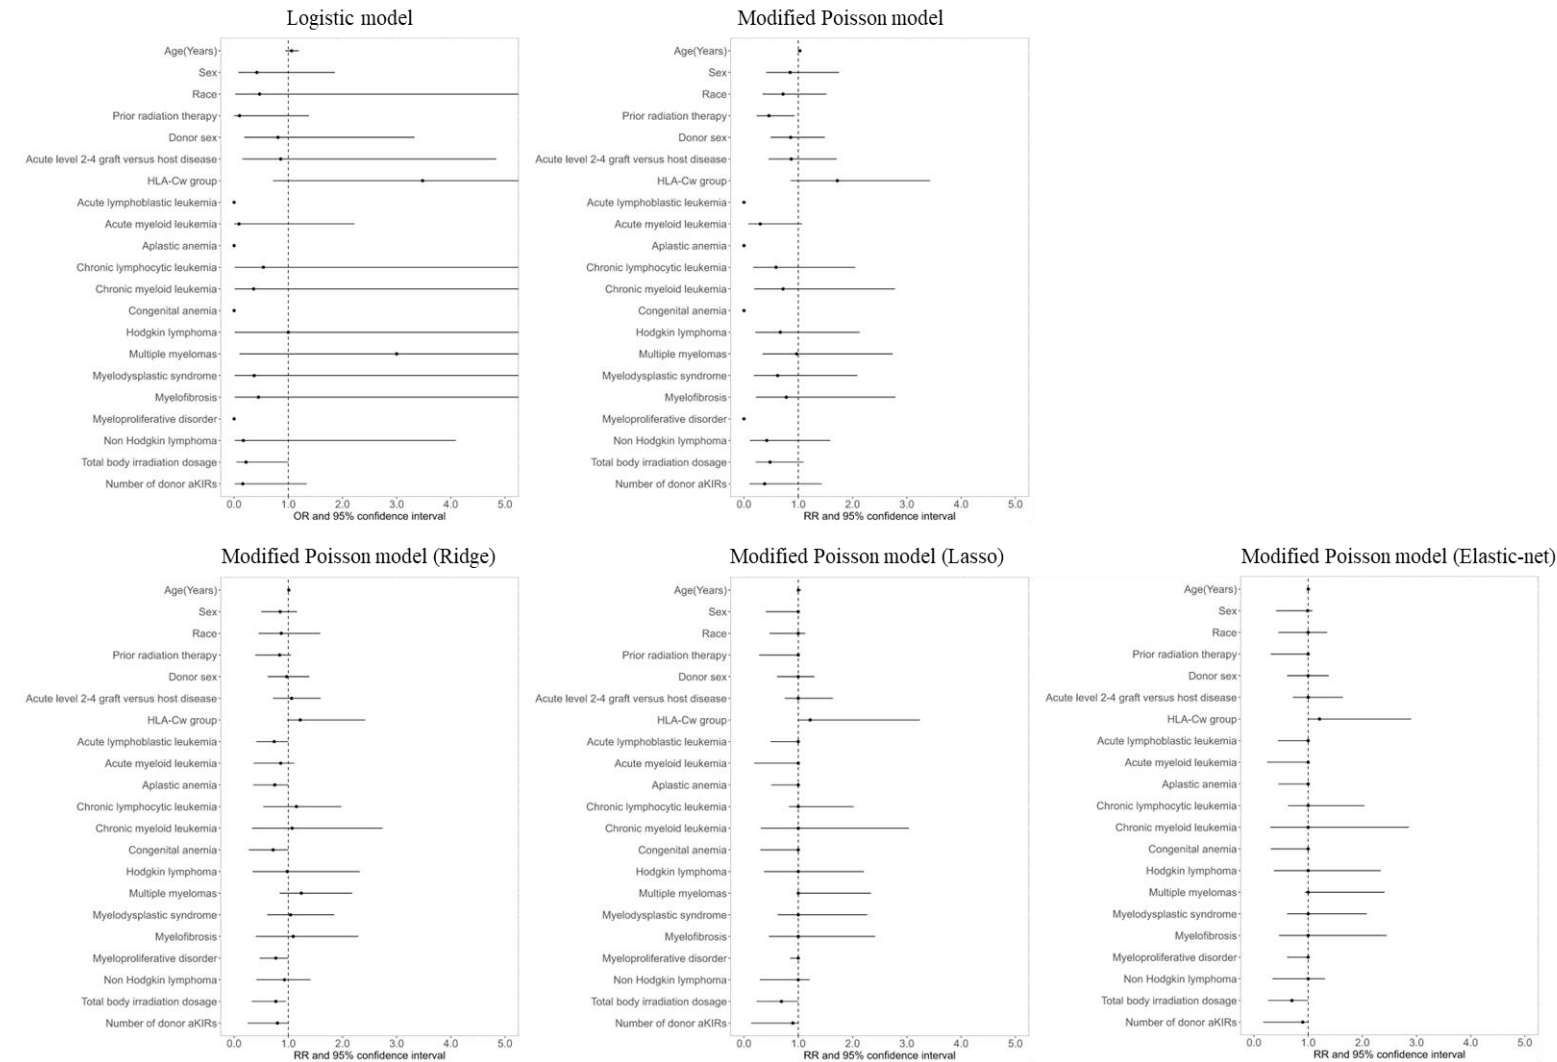 Logistic model
Age(Years)
Sex
Race
Prior radiation therapy
Donor sex
Acute level 2-4 graft versus host disease
HLA-Cw group
Acute lymphoblastic leukemia
Acute myeloid leukemia
Aplastic anemia
Chronic lymphocytic leukemia
Chronic myeloid leukemia
Congenital anemia
Hodgkin lymphoma
Multiple myelomas
Myelodysplastic syndrome
Myelofibrosis
Myeloproliferative disorder
Non Hodgkin lymphoma
Total body irradiation dosage
Number of donor aKIRs
0.0 1.0 2.0 3.0 4.0 5.0
OR and 95% confidence interval
Modified Poisson model
Age(Years)
Sex
Race
Prior radiation therapy
Donor sex
Acute level 2-4 graft versus host disease
HLA-Cw group
Acute lymphoblastic leukemia
Acute myeloid leukemia
Aplastic anemia
Chronic lymphocytic leukemia
Chronic myeloid leukemia
Congenital anemia
Hodgkin lymphoma
Multiple myelomas
Myelodysplastic syndrome
Myelofibrosis
Myeloproliferative disorder
Non Hodgkin lymphoma
Total body irradiation dosage
Number of donor aKIRs
0.0 1.0 2.0 3.0 4.0 5.0
RR and 95% confidence interval
Modified Poisson model (Ridge)
Age(Years)
Sex
Race
Prior radiation therapy
Donor sex
Acute level 2-4 graft versus host disease
HLA-Cw group
Acute lymphoblastic leukemia
Acute myeloid leukemia
Aplastic anemia
Chronic lymphocytic leukemia
Chronic myeloid leukemia
Congenital anemia
Hodgkin lymphoma
Multiple myelomas
Myelodysplastic syndrome
Myelofibrosis
Myeloproliferative disorder
Non Hodgkin lymphoma
Total body irradiation dosage
Number of donor aKIRs
0.0 1.0 2.0 3.0 4.0 5.0
RR and 95% confidence interval
Modified Poisson model (Lasso)
Age(Years)
Sex
Race
Prior radiation therapy
Donor sex
Acute level 2-4 graft versus host disease
HLA-Cw group
Acute lymphoblastic leukemia
Acute myeloid leukemia
Aplastic anemia
Chronic lymphocytic leukemia
Chronic myeloid leukemia
Congenital anemia
Hodgkin lymphoma
Multiple myelomas
Myelodysplastic syndrome
Myelofibrosis
Myeloproliferative disorder
Non Hodgkin lymphoma
Total body irradiation dosage
Number of donor aKIRs
0.0 1.0 2.0 3.0 4.0 5.0
RR and 95% confidence interval
Modified Poisson model (Elastic-net)
Age(Years)
Sex
Race
Prior radiation therapy
Donor sex
Acute level 2-4 graft versus host disease
HLA-Cw group
Acute lymphoblastic leukemia
Acute myeloid leukemia
Aplastic anemia
Chronic lymphocytic leukemia
Chronic myeloid leukemia
Congenital anemia
Hodgkin lymphoma
Multiple myelomas
Myelodysplastic syndrome
Myelofibrosis
Myeloproliferative disorder
Non Hodgkin lymphoma
Total body irradiation dosage
Number of donor aKIRs
0.0 1.0 2.0 3.0 4.0 5.0
RR and 95% confidence interval